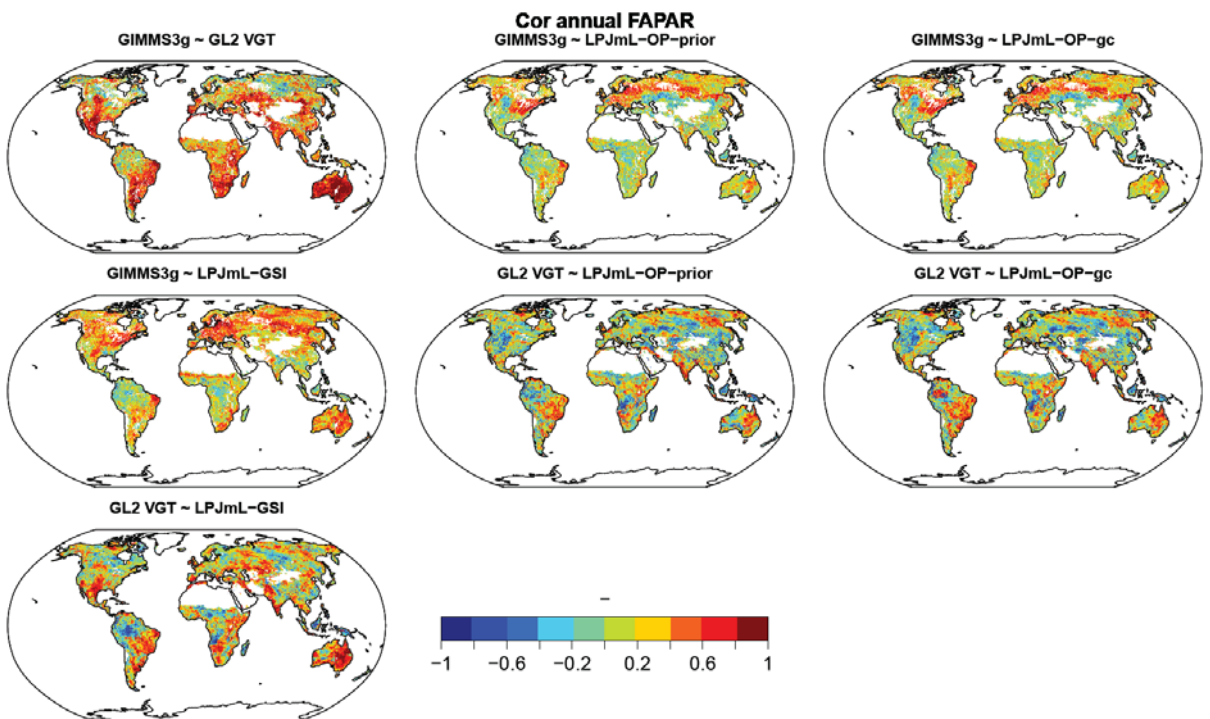 Cor annual FAPAR
GIMMS3g ~ GL2 VGT
GIMMS3g ~ LPJmL−OP−prior
GIMMS3g ~ LPJmL−OP−gc
GIMMS3g ~ LPJmL−GSI
GL2 VGT ~ LPJmL−OP−prior
GL2 VGT ~ LPJmL−OP−gc
GL2 VGT ~ LPJmL−GSI
−
−1 −0.6 −0.2 0.2 0.6 1